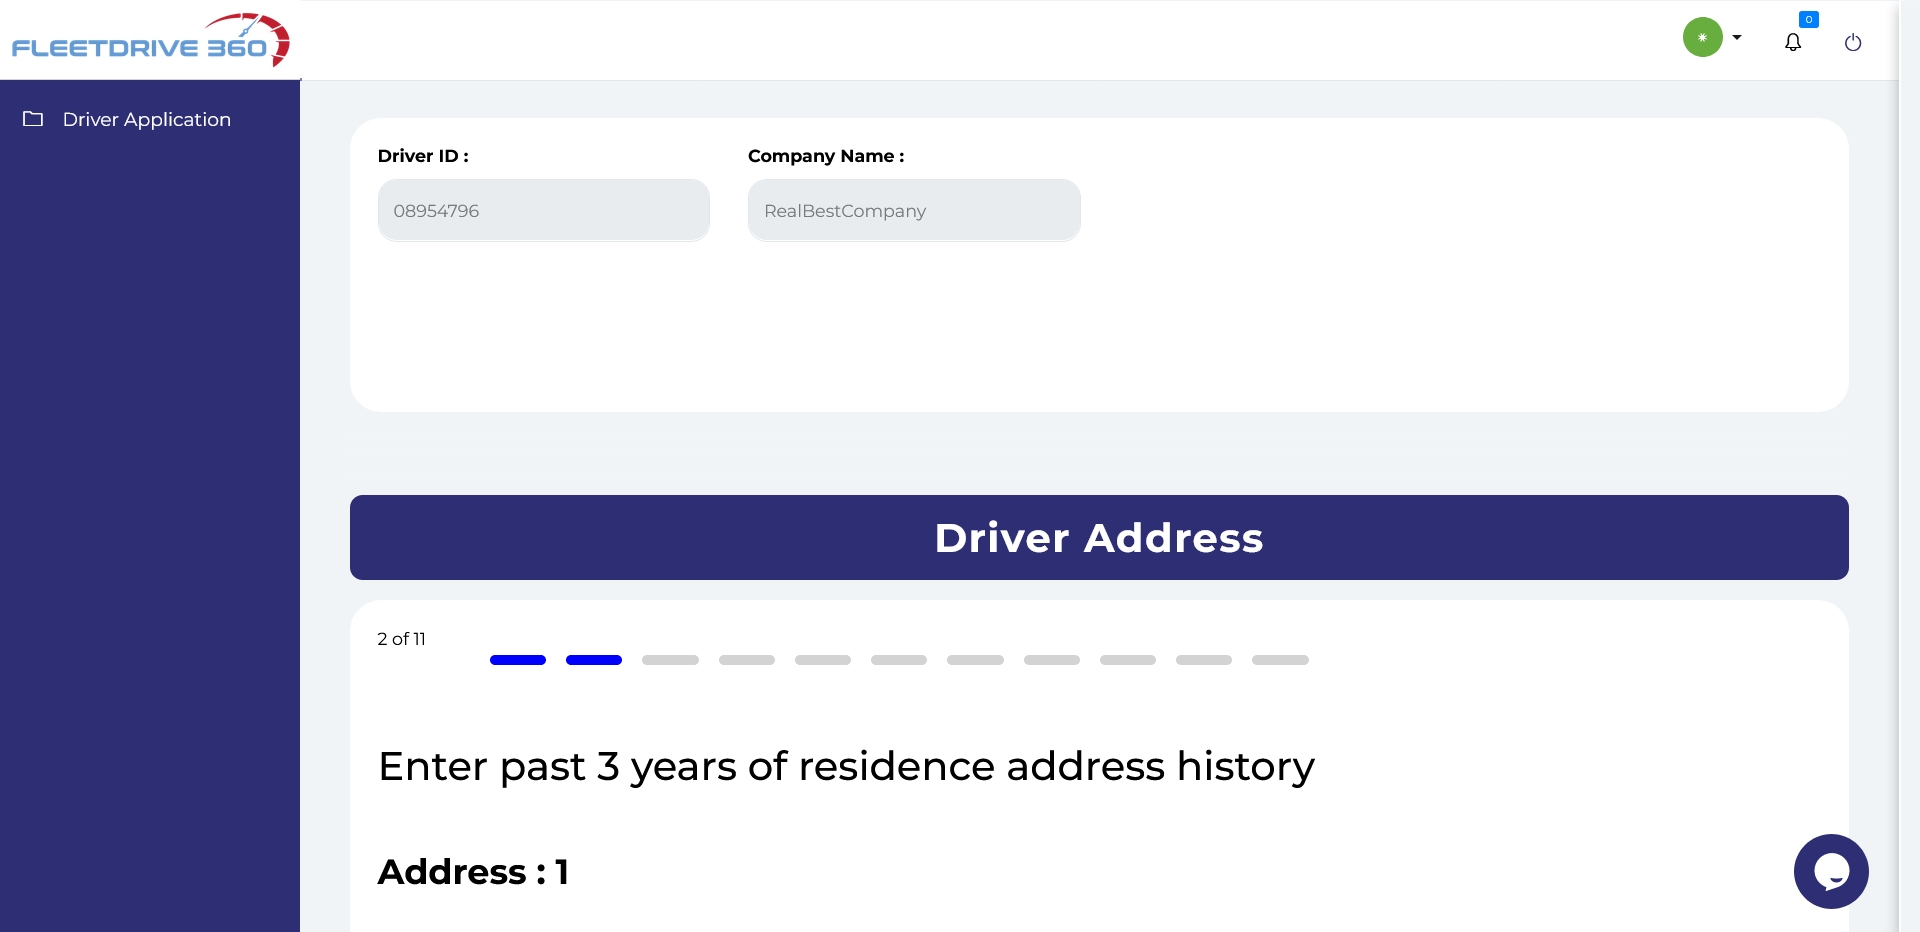 FLEETDRIVE 360
0
Driver Application
Driver ID :
Company Name :
08954796
RealBestCompany
Driver Address
2 of 11
Enter past 3 years of residence address history
Address : 1